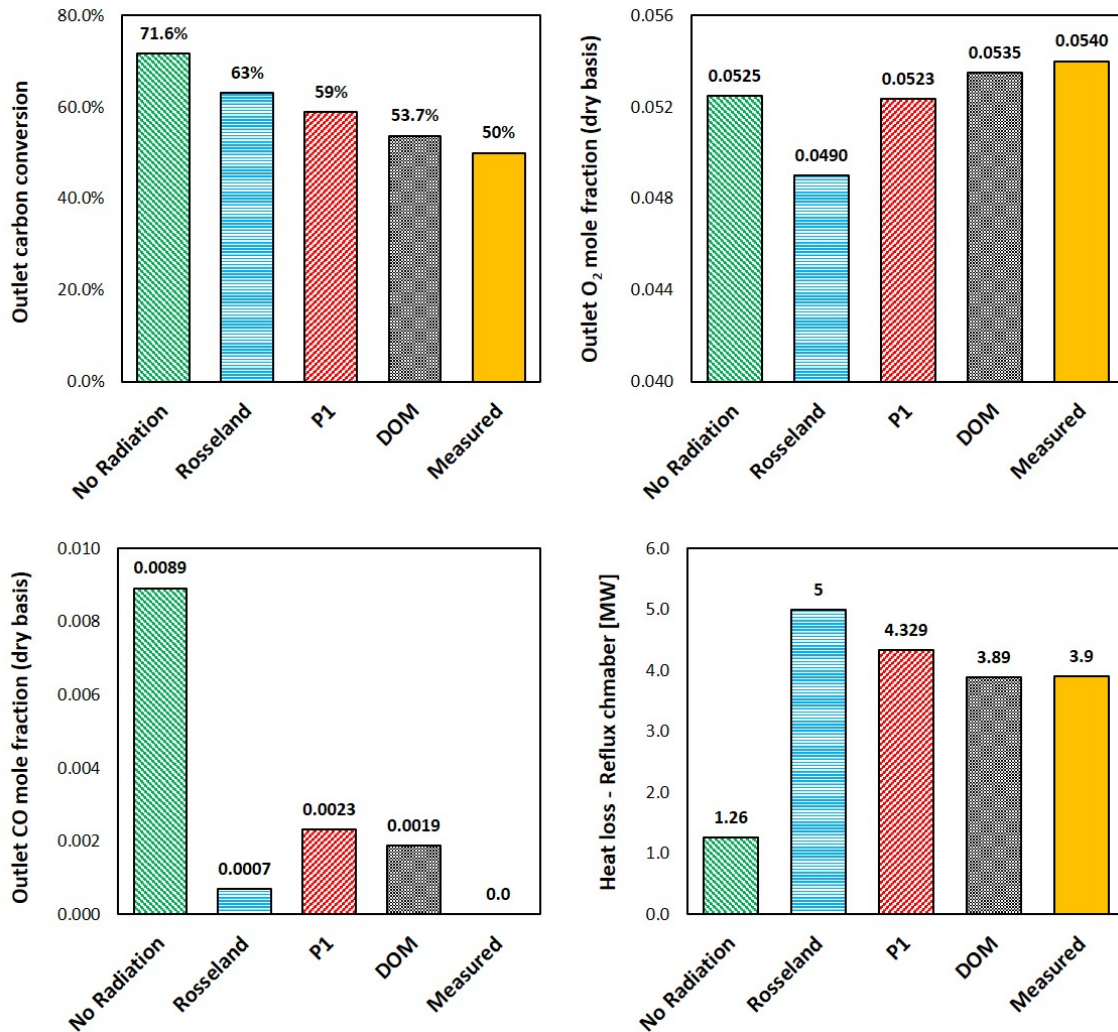 Outlet carbon conversion
80.0%
60.0%
40.0%
20.0%
0.0%
71.6%
63%
59%
53.7%
50%
No Radiation
Rosseland
P1
DOM
Measured
Outlet O2 mole fraction (dry basis)
0.056
0.052
0.048
0.044
0.040
0.0525
0.0490
0.0523
0.0535
0.0540
No Radiation
Rosseland
P1
DOM
Measured
Outlet CO mole fraction (dry basis)
0.010
0.008
0.006
0.004
0.002
0.000
0.0089
0.0007
0.0023
0.0019
0.0
No Radiation
Rosseland
P1
DOM
Measured
Heat loss - Reflux chmaber [MW]
6.0
5.0
4.0
3.0
2.0
1.0
0.0
1.26
5
4.329
3.89
3.9
No Radiation
Rosseland
P1
DOM
Measured